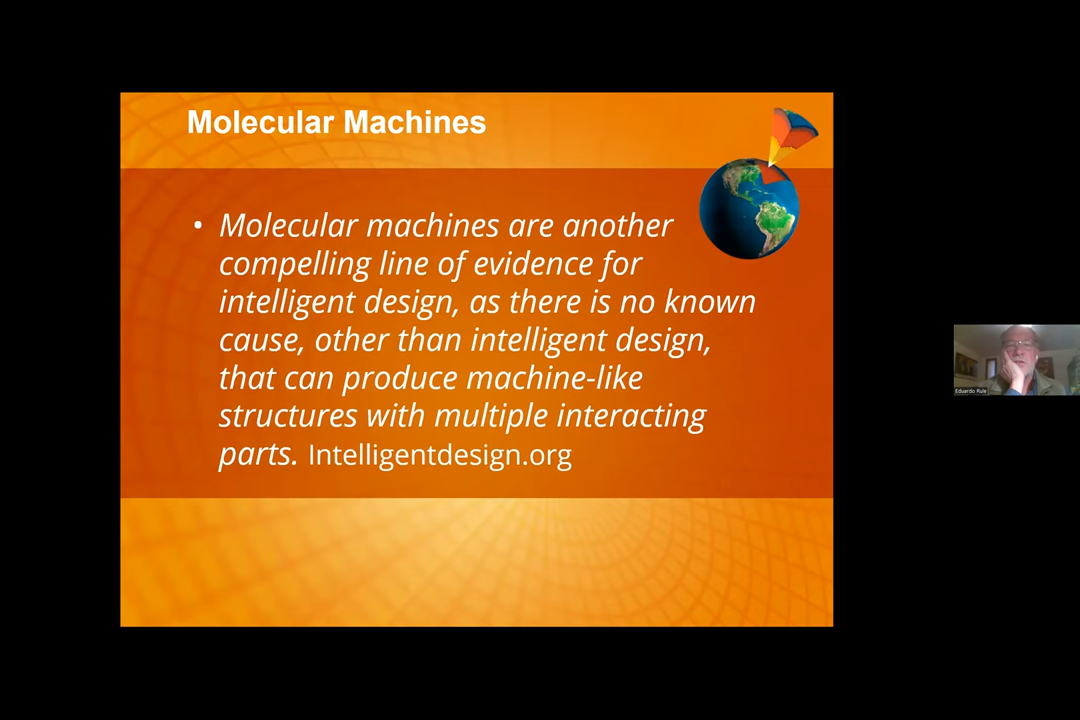 Molecular Machines
• Molecular machines are another
compelling line of evidence for
intelligent design, as there is no known
cause, other than intelligent design,
that can produce machine-like
structures with multiple interacting
parts. Intelligentdesign.org
Eduardo Rule